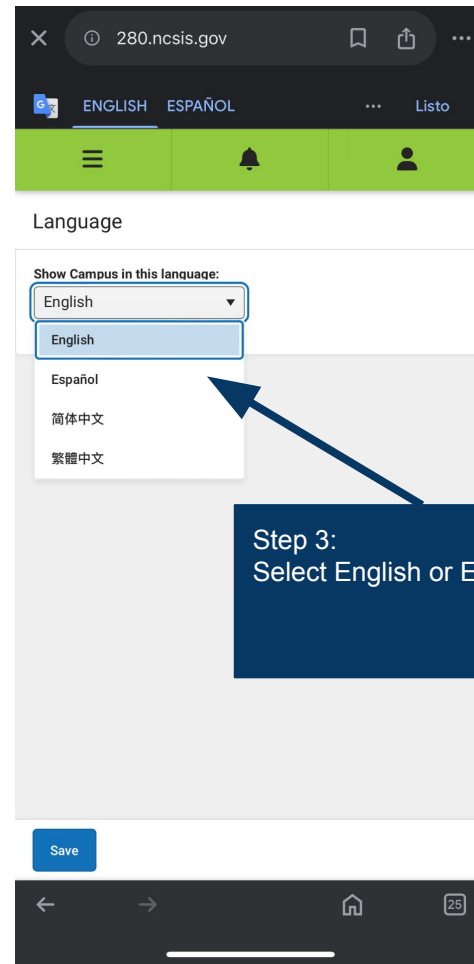 280.ncsis.gov
ENGLISH ESPAÑOL Listo
Language
Show Campus in this language:
English
English
Español
简体中文
繁體中文
Step 3:
Select English or E
Save
25